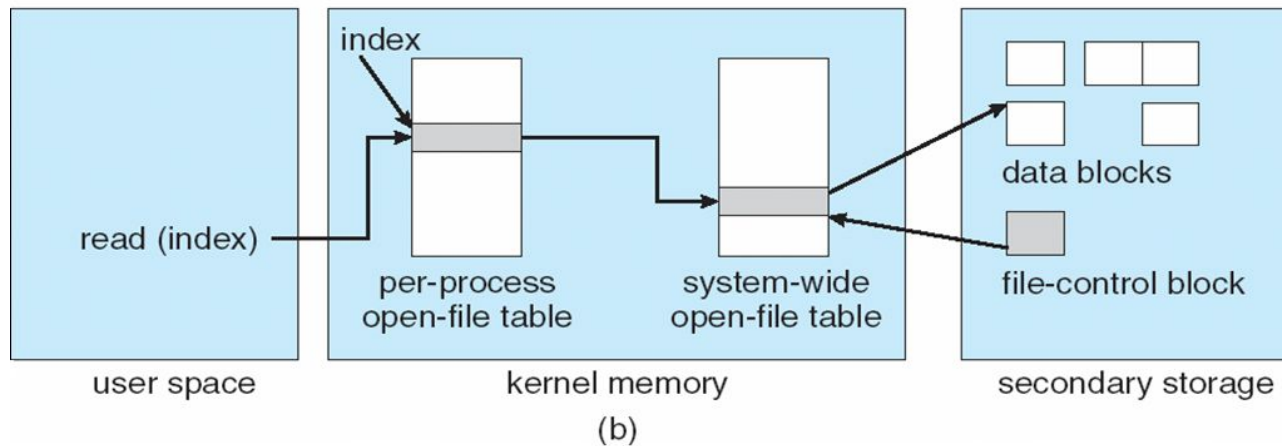 index
read (index)
per-process
open-file table
system-wide
open-file table
data blocks
file-control block
user space
kernel memory
secondary storage
(b)